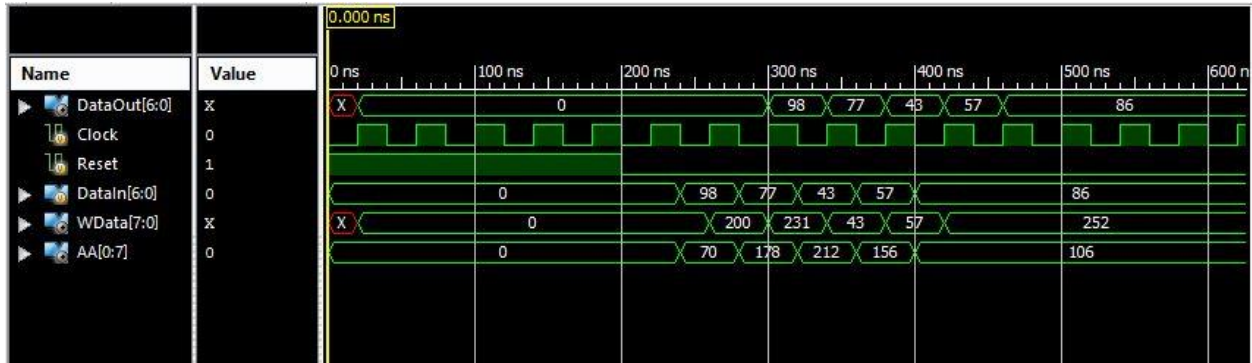 0.000 ns
Name Value 0 ns 100 ns 200 ns 300 ns 400 ns 500 ns 600 n
DataOut[6:0] X X 0 98 77 43 57 86
Clock 0
Reset 1
DataIn[6:0] 0 0 98 77 43 57 86
WData[7:0] X X 0 200 231 43 57 252
AA[0:7] 0 0 70 178 212 156 106